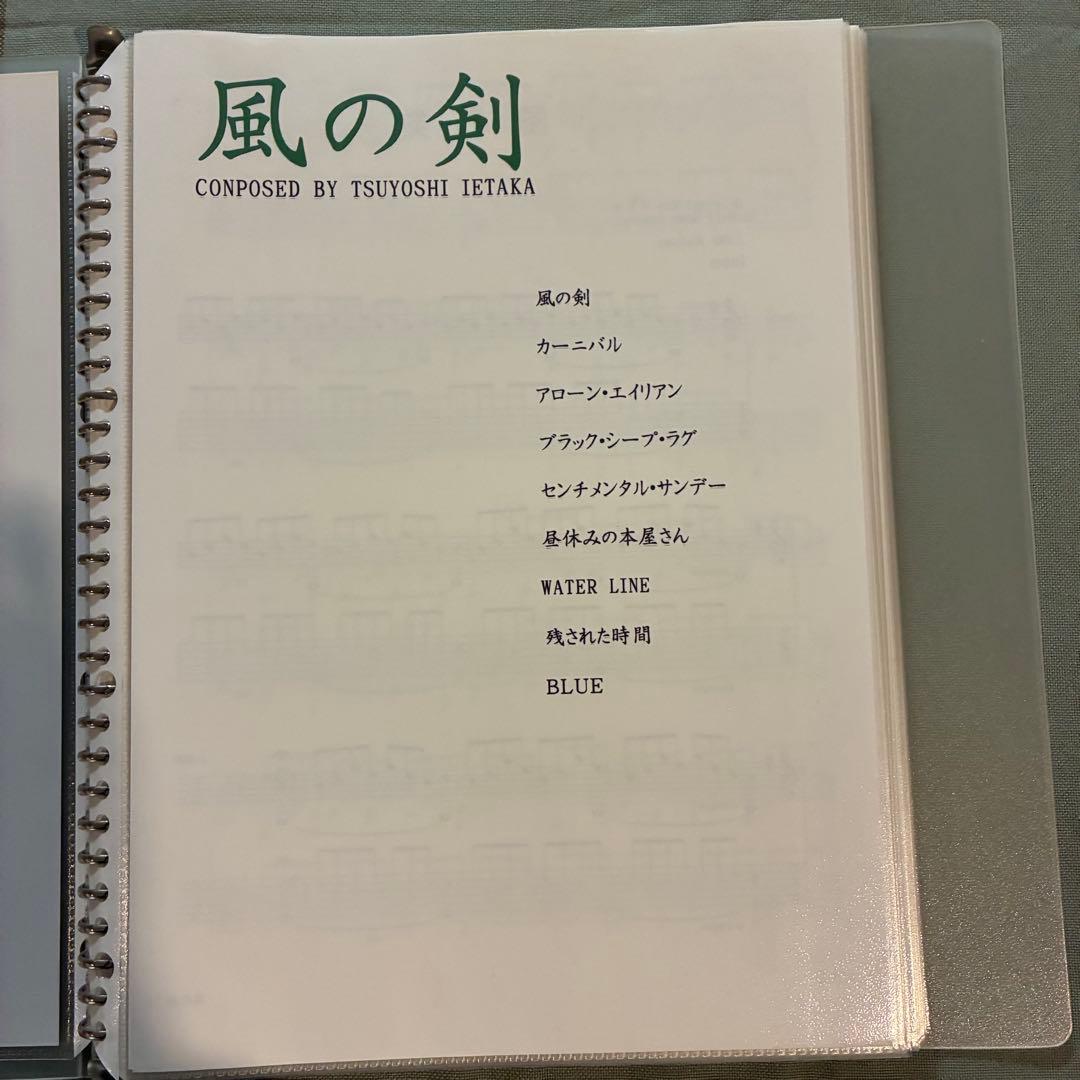 風の剣
CONPOSED BY TSUYOSHI IETAKA
風の剣
カーニバル
アローン・エイリアン
ブラック・シープ・ラグ
センチメンタル・サンデー
昼休みの本屋さん
WATER LINE
残された時間
BLUE